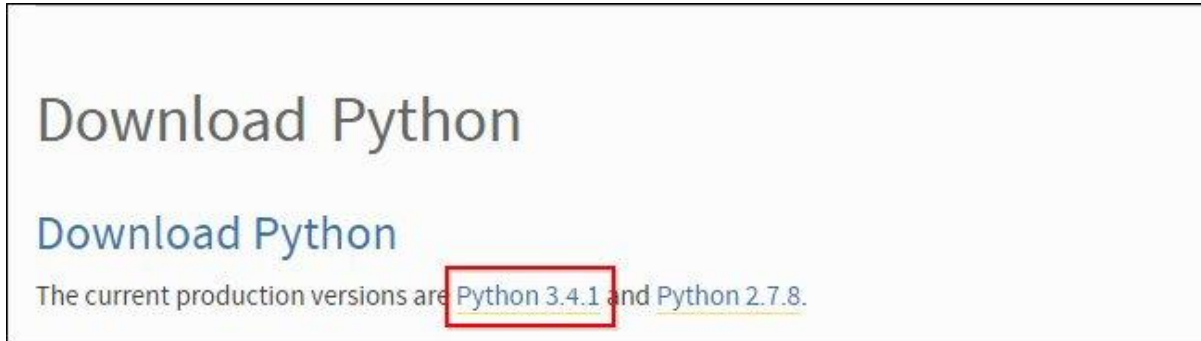 Download Python
Download Python
The current production versions are Python 3.4.1 and Python 2.7.8.